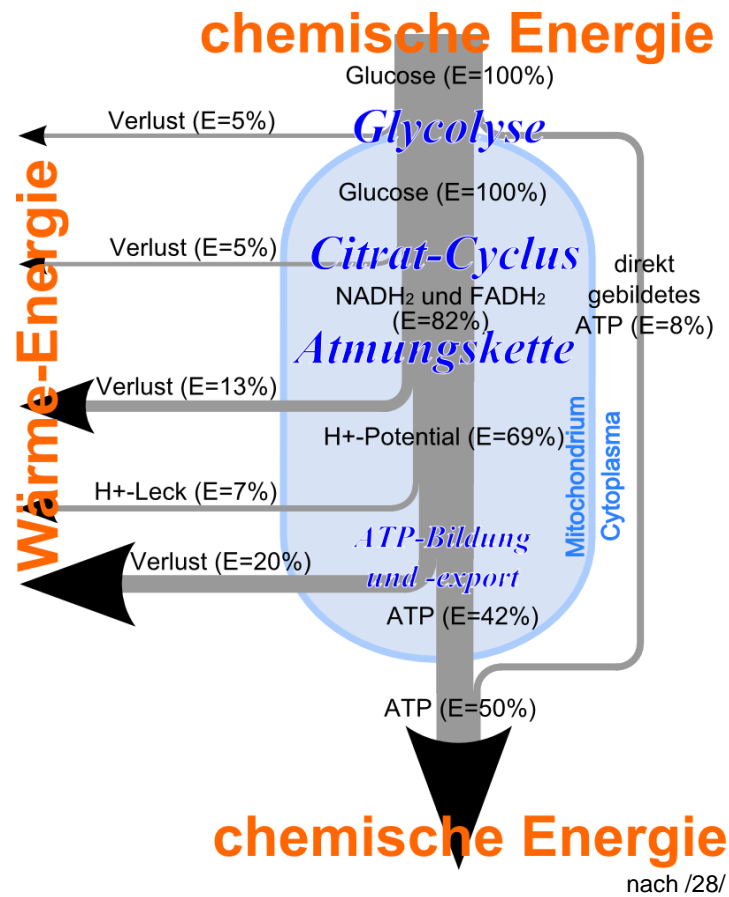 chemische Energie
Glucose (E=100%)
Verlust (E=5%)
Glycolyse
Glucose (E=100%)
Verlust (E=5%)
Citrat-Cyclus
direkt
gebildetes
ATP (E=8%)
NADH2 und FADH2
(E=82%)
Atmungskette
Wärme-Energie
Verlust (E=13%)
H+-Potential (E=69%)
Mitochondrium
Cytoplasma
H+-Leck (E=7%)
ATP-Bildung
und -export
Verlust (E=20%)
ATP (E=42%)
ATP (E=50%)
chemische Energie
nach /28/